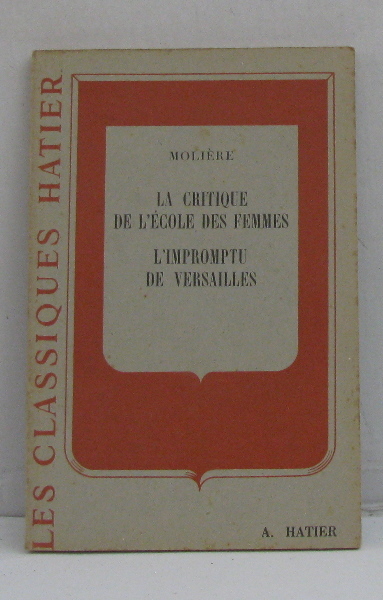 LES CLASSIQUES HATIER
MOLIÈRE
LA CRITIQUE
DE L'ÉCOLE DES FEMMES
L'IMPROMPTU
DE VERSAILLES
A. HATIER